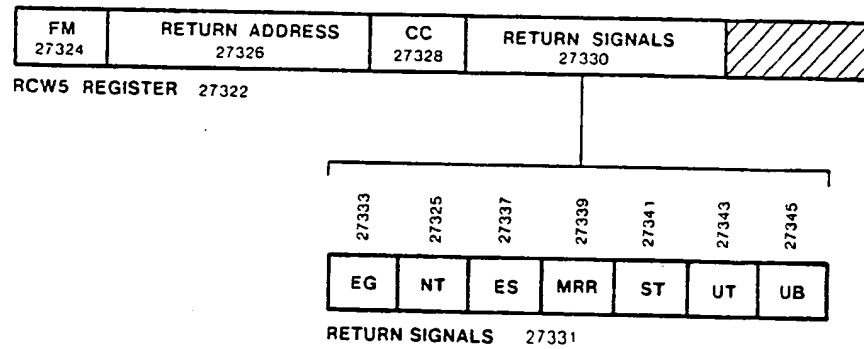 FM RETURN ADDRESS CC RETURN SIGNALS
27324 27326 27328 27330
RCW5 REGISTER 27322
27333 27325 27337 27339 27341 27343 27345
EG NT ES MRR ST UT UB
RETURN SIGNALS 27331